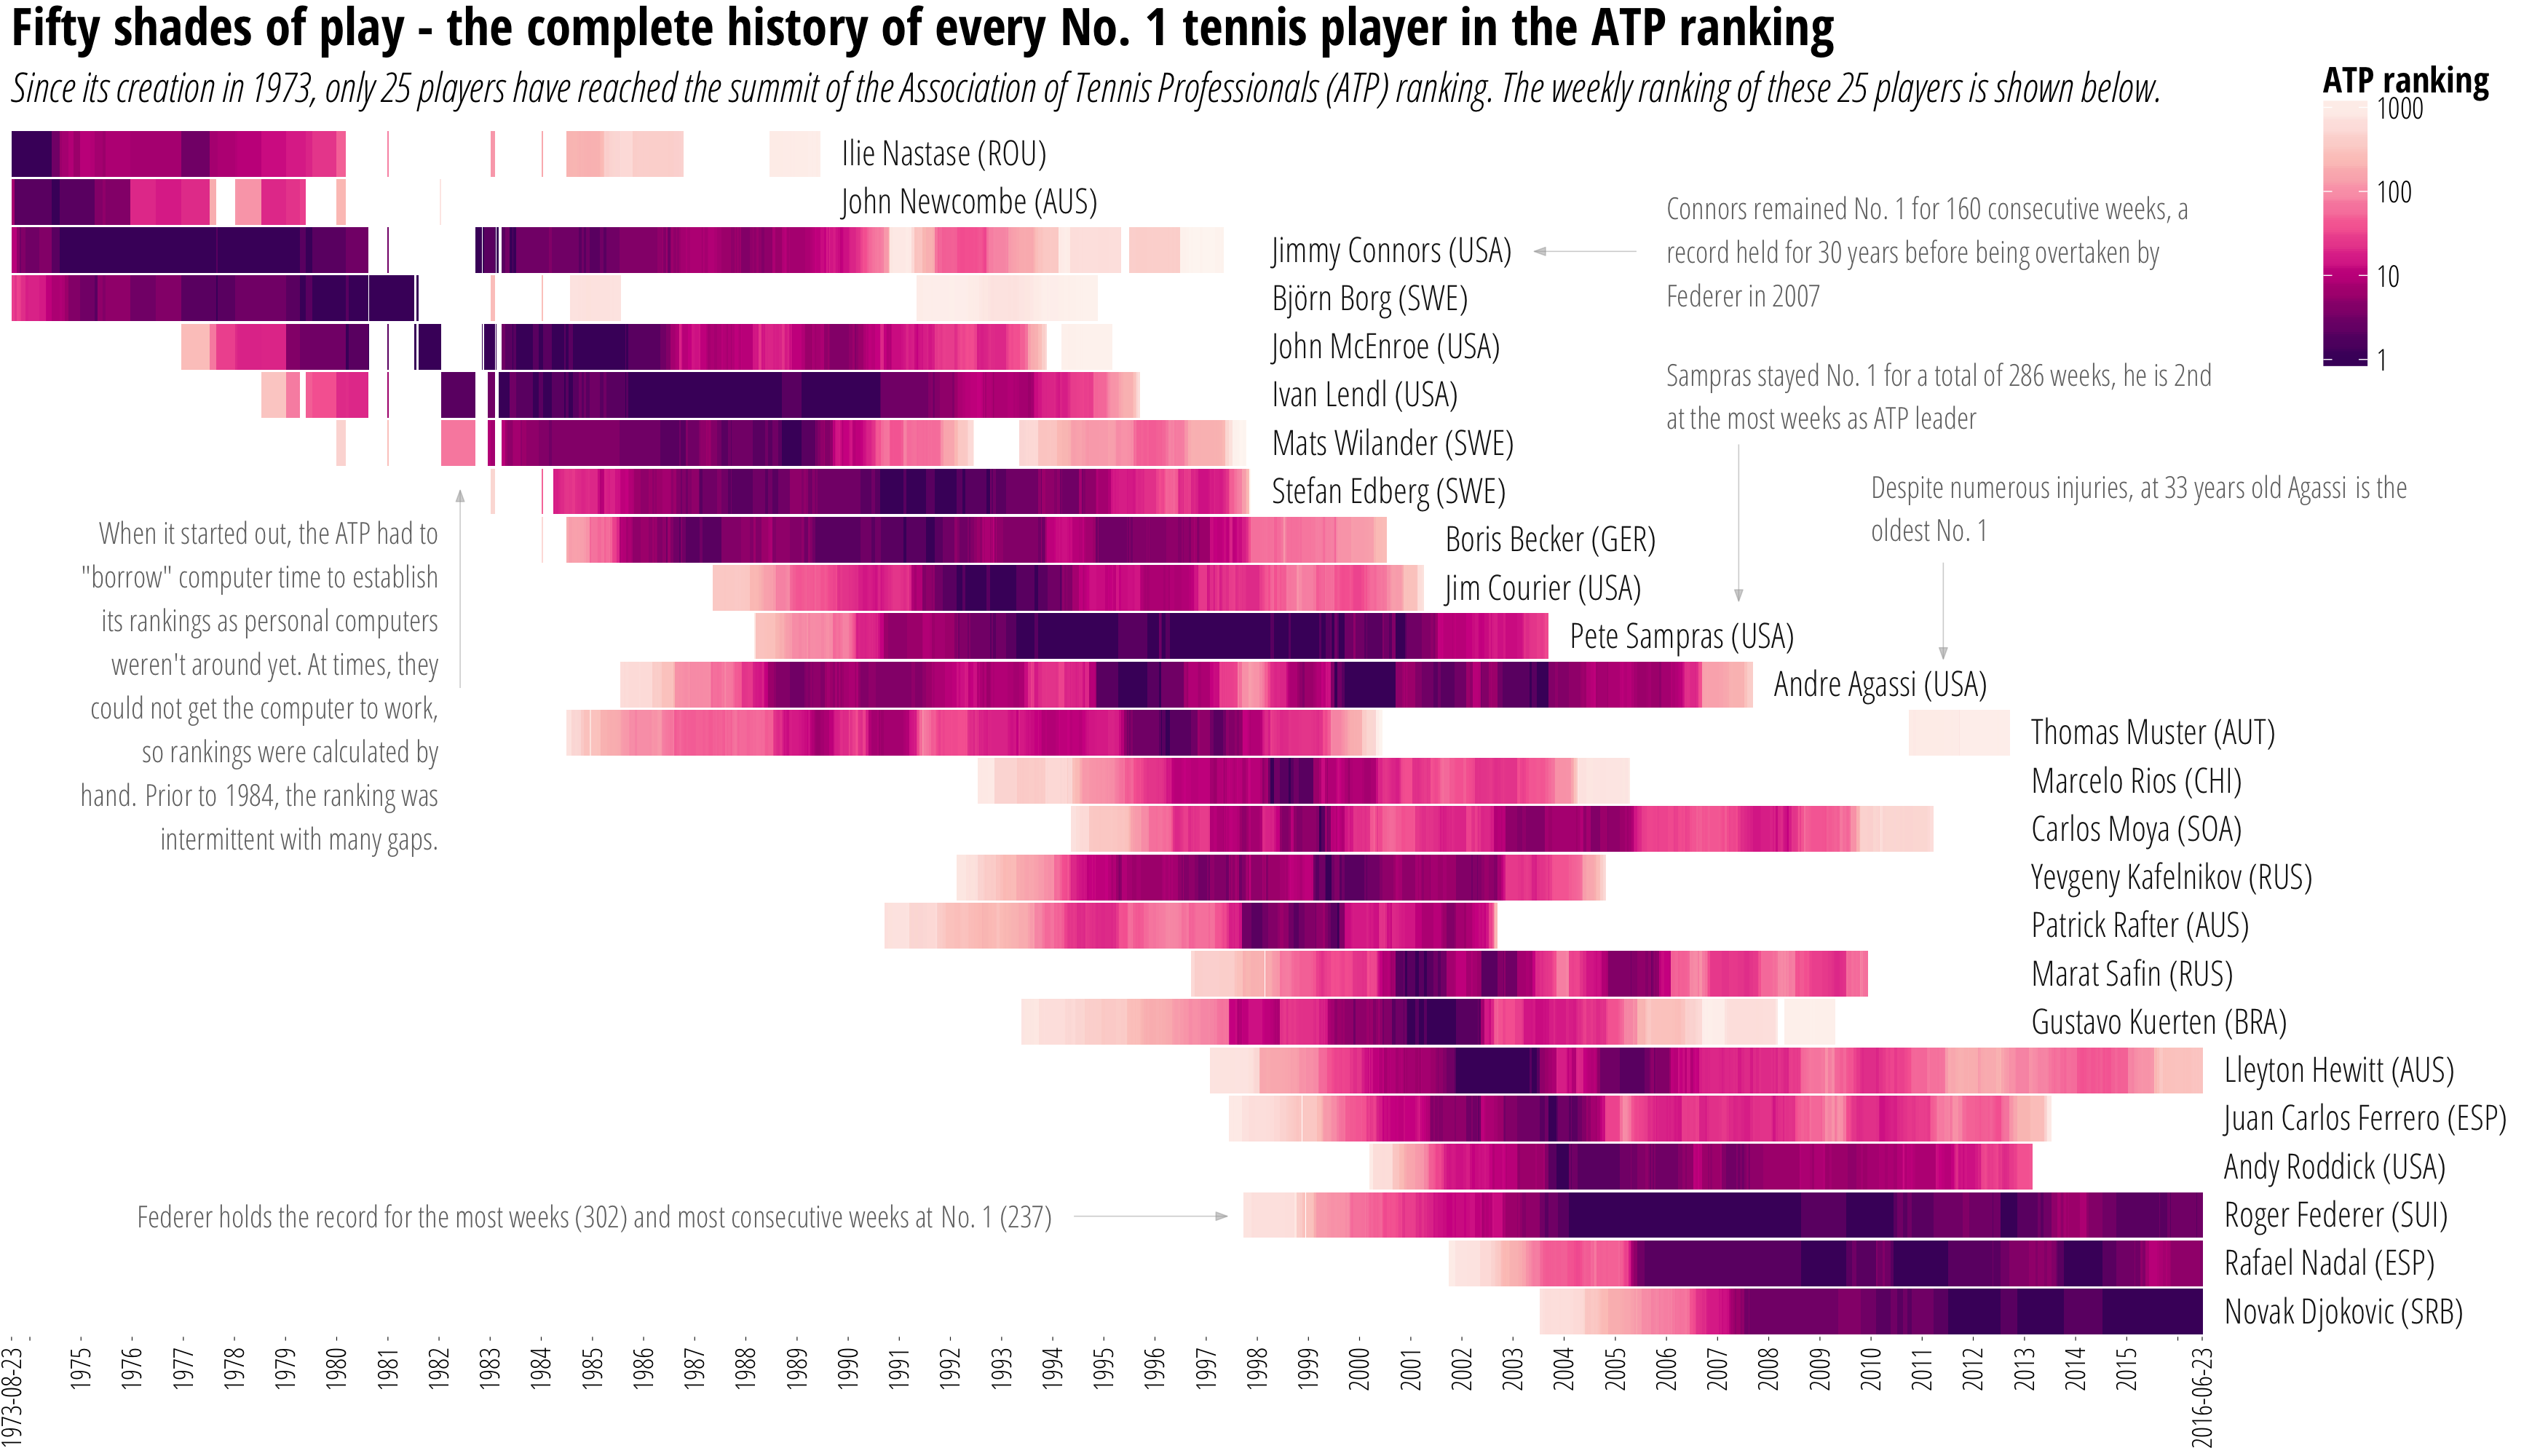 Fifty shades of play - the complete history of every No. 1 tennis player in the ATP ranking
Since its creation in 1973, only 25 players have reached the summit of the Association of Tennis Professionals (ATP) ranking. The weekly ranking of these 25 players is shown below.
ATP ranking
1000
100
10
1
Ilie Nastase (ROU)
John Newcombe (AUS)
Jimmy Connors (USA)
Connors remained No. 1 for 160 consecutive weeks, a
record held for 30 years before being overtaken by
Federer in 2007
Björn Borg (SWE)
John McEnroe (USA)
Ivan Lendl (USA)
Sampras stayed No. 1 for a total of 286 weeks, he is 2nd
at the most weeks as ATP leader
Mats Wilander (SWE)
Stefan Edberg (SWE)
Despite numerous injuries, at 33 years old Agassi is the
oldest No. 1
When it started out, the ATP had to
"borrow" computer time to establish
its rankings as personal computers
weren't around yet. At times, they
could not get the computer to work,
so rankings were calculated by
hand. Prior to 1984, the ranking was
intermittent with many gaps.
Boris Becker (GER)
Jim Courier (USA)
Pete Sampras (USA)
Andre Agassi (USA)
Thomas Muster (AUT)
Marcelo Rios (CHI)
Carlos Moya (SOA)
Yevgeny Kafelnikov (RUS)
Patrick Rafter (AUS)
Marat Safin (RUS)
Gustavo Kuerten (BRA)
Lleyton Hewitt (AUS)
Juan Carlos Ferrero (ESP)
Andy Roddick (USA)
Federer holds the record for the most weeks (302) and most consecutive weeks at No. 1 (237)
Roger Federer (SUI)
Rafael Nadal (ESP)
Novak Djokovic (SRB)
1973-08-23
1975
1976
1977
1978
1979
1980
1981
1982
1983
1984
1985
1986
1987
1988
1989
1990
1991
1992
1993
1994
1995
1996
1997
1998
1999
2000
2001
2002
2003
2004
2005
2006
2007
2008
2009
2010
2011
2012
2013
2014
2015
2016-06-23